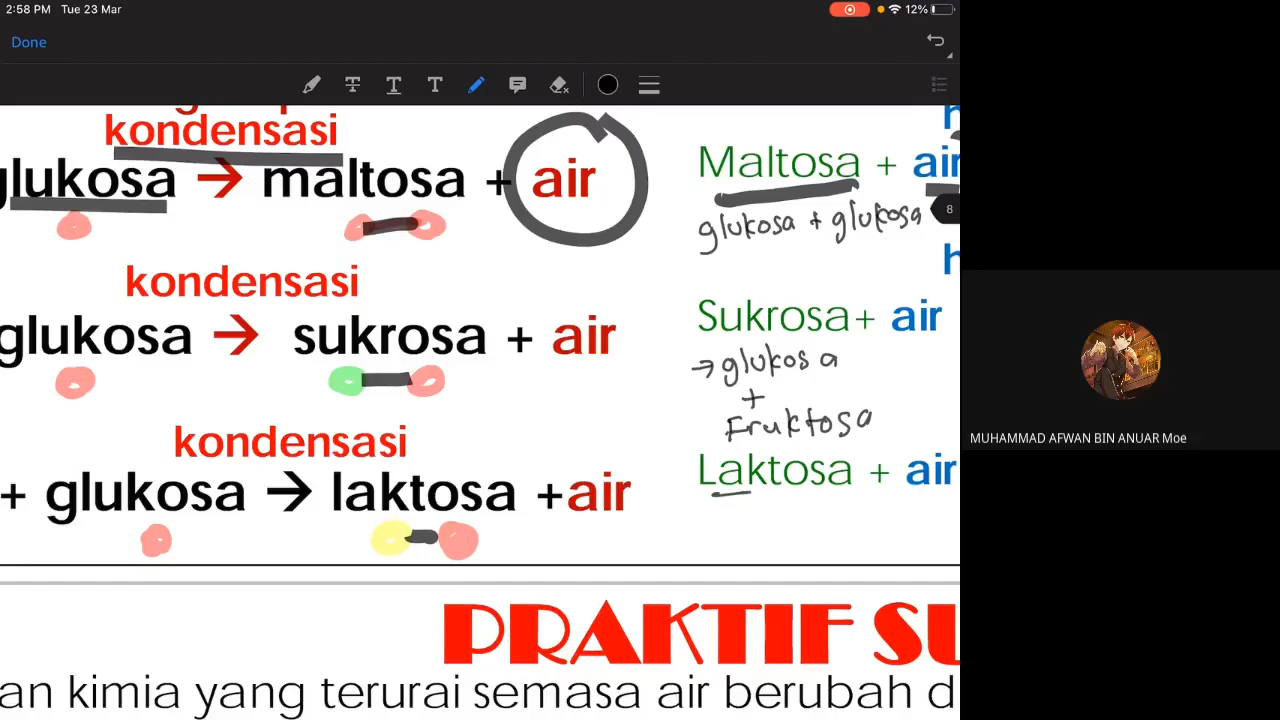 2:58 PM Tue 23 Mar
12%
Done
kondensasi
glukosa → maltosa + air
kondensasi
glukosa → sukrosa + air
kondensasi
+ glukosa → laktosa +air
h
Maltosa + air
8
glukosa + glukosa
h
Sukrosa+ air
→ glukosa
+
Fruktosa
Laktosa + air
PRAKTIF SU
an kimia yang terurai semasa air berubah d
MUHAMMAD AFWAN BIN ANUAR Moe